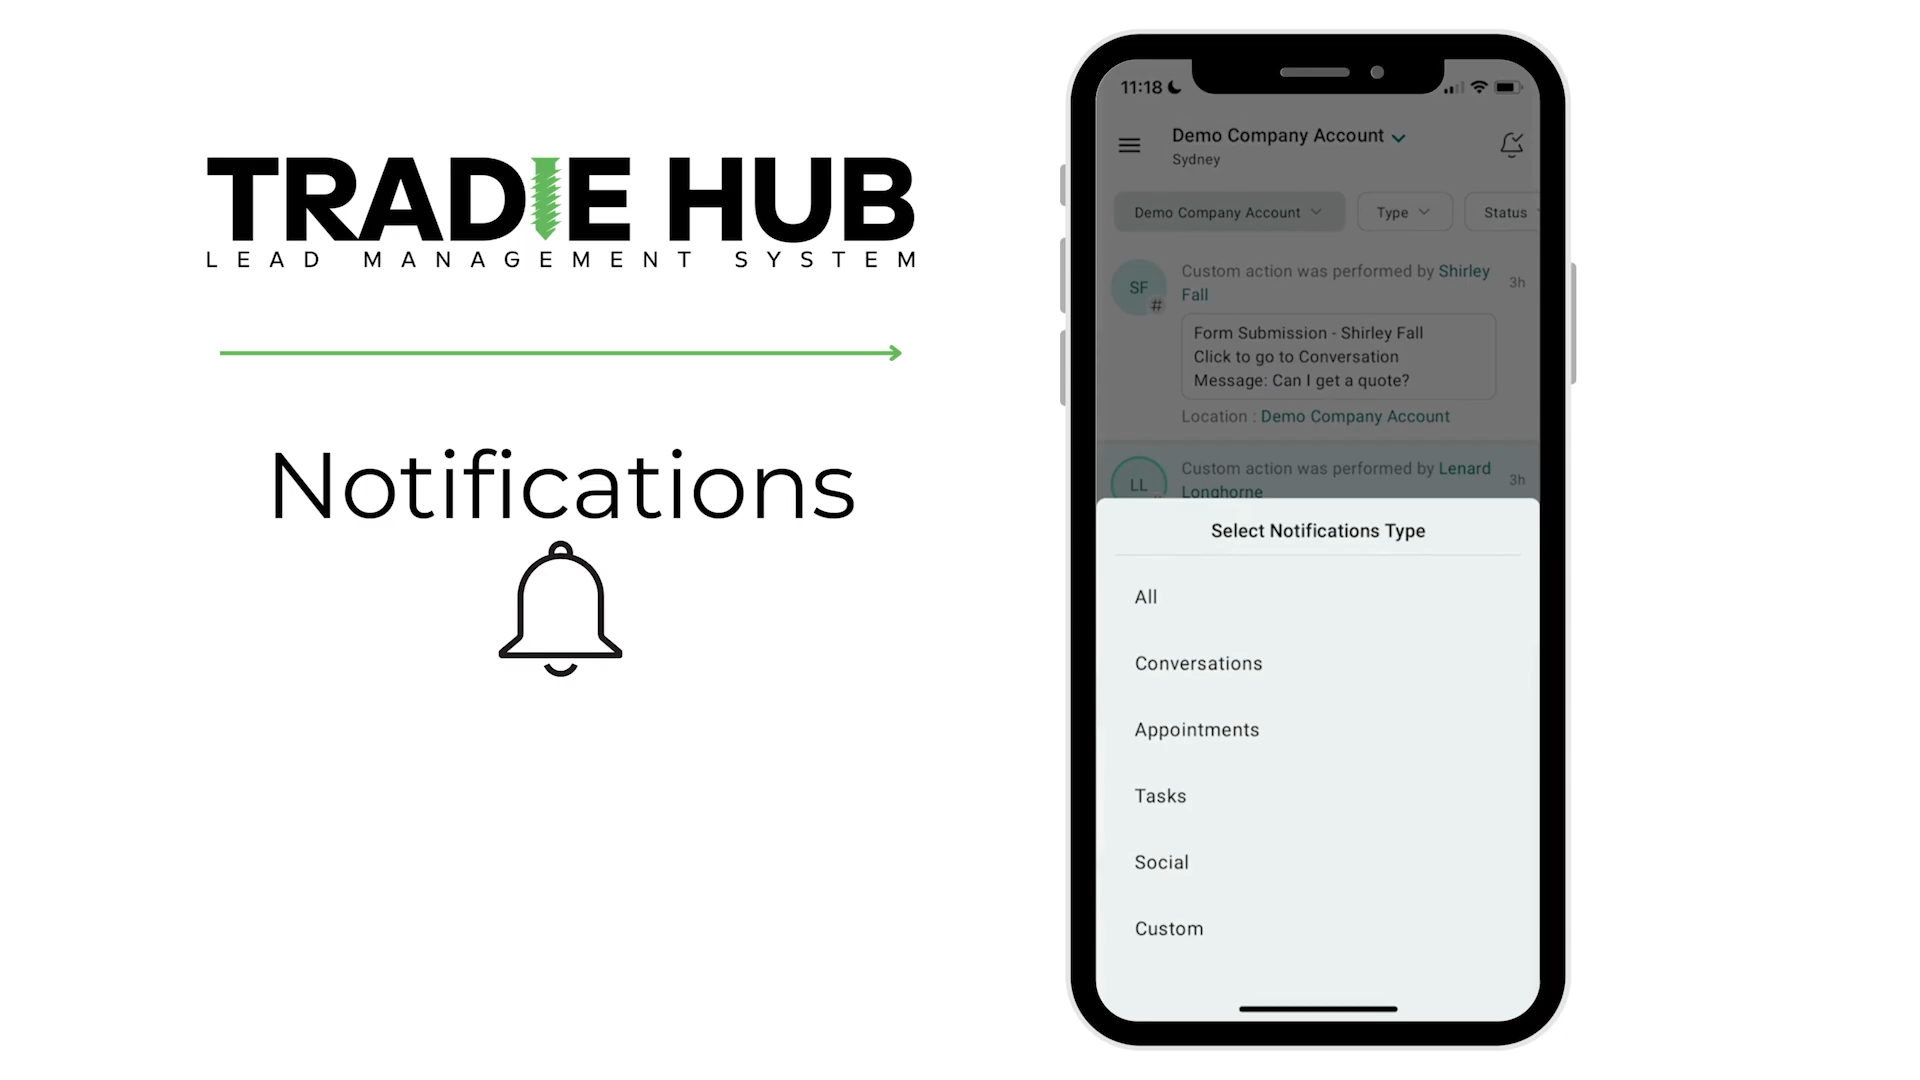 TRADIE HUB
LEAD MANAGEMENT SYSTEM
Notifications
11:18
Demo Company Account
Sydney
Demo Company Account
Type
Status
SF
#
Custom action was performed by Shirley
Fall
3h
Form Submission - Shirley Fall
Click to go to Conversation
Message: Can I get a quote?
Location : Demo Company Account
LL
Custom action was performed by Lenard
Longhorne
3h
Select Notifications Type
All
Conversations
Appointments
Tasks
Social
Custom